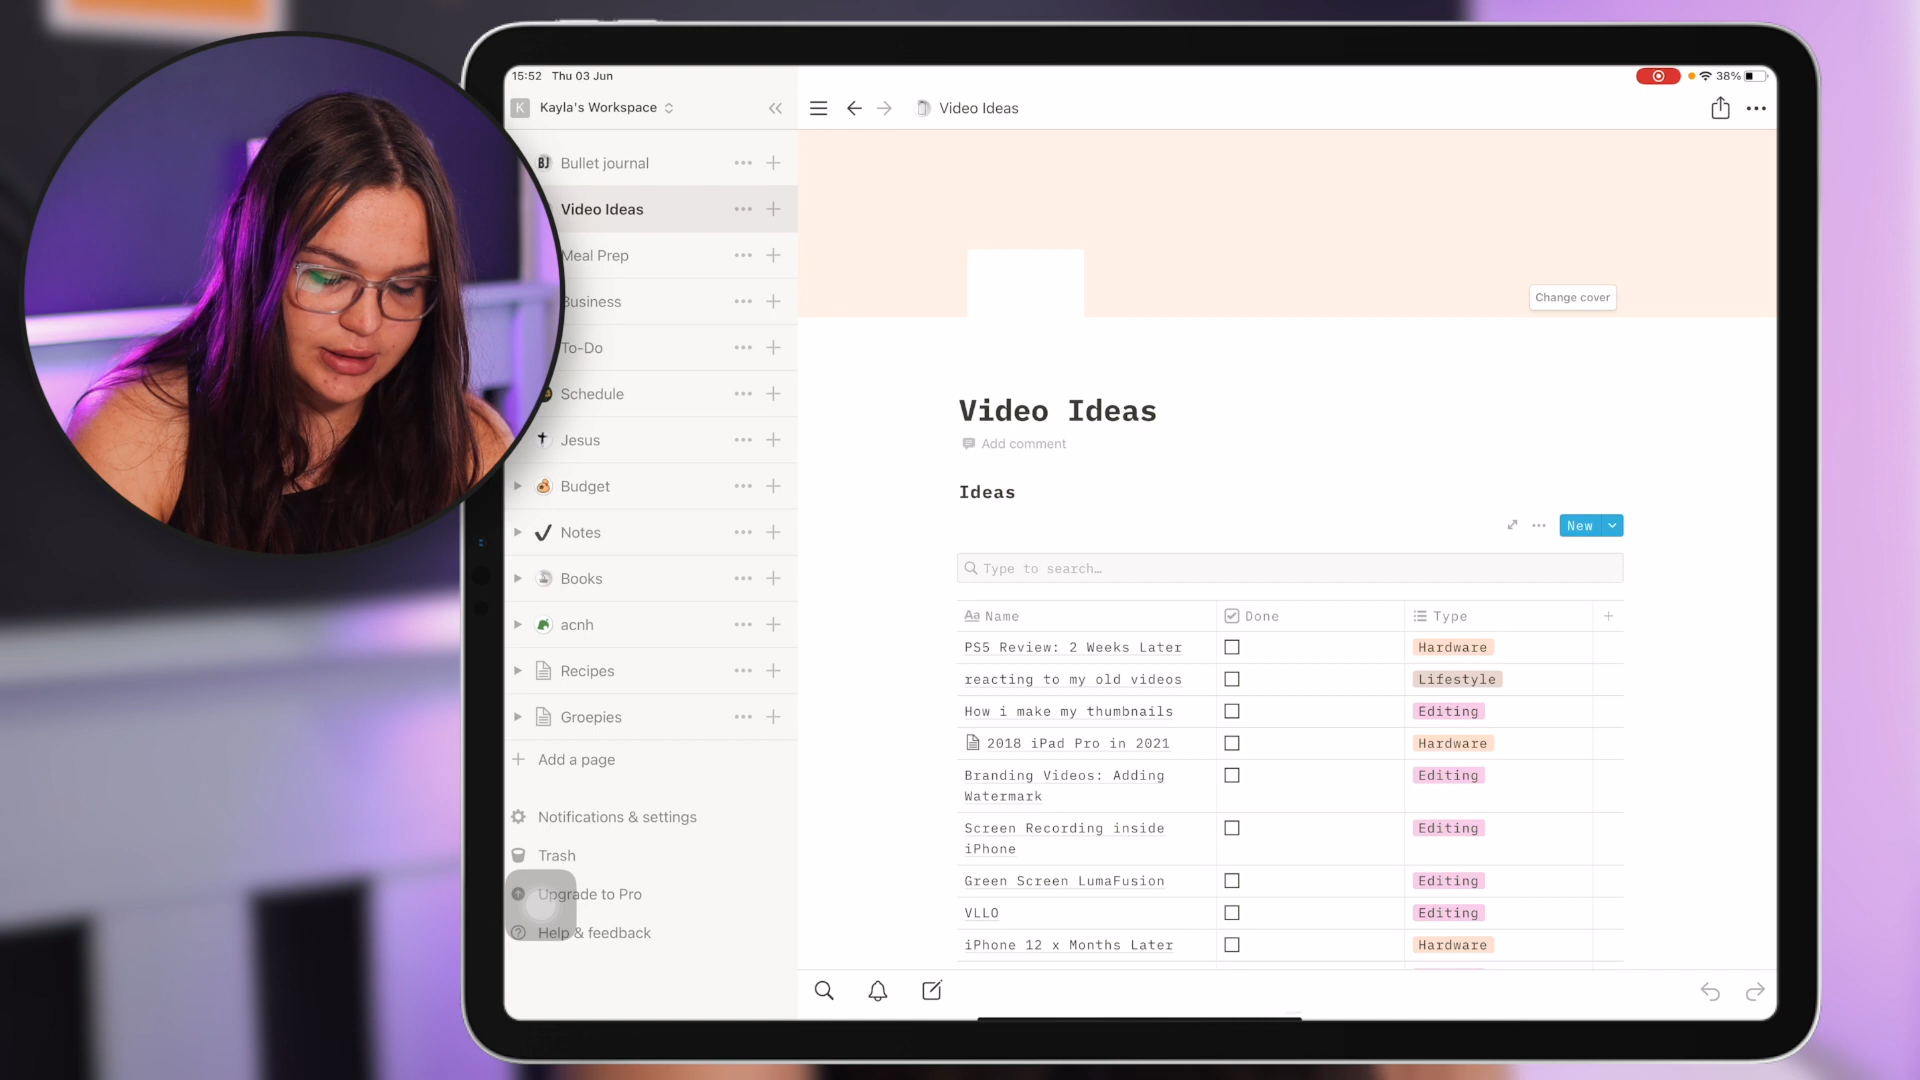 15:52 Thu 03 Jun
38%
K Kayla's Workspace
Video Ideas
BJ Bullet journal
Video Ideas
Meal Prep
Business
To-Do
Schedule
Jesus
Budget
Notes
Books
acnh
Recipes
Groepies
Add a page
Notifications & settings
Trash
Upgrade to Pro
Help & feedback
Change cover
Video Ideas
Add comment
Ideas
New
Type to search…
Aa Name Done Type
PS5 Review: 2 Weeks Later Hardware
reacting to my old videos Lifestyle
How i make my thumbnails Editing
2018 iPad Pro in 2021 Hardware
Branding Videos: Adding Editing
Watermark
Screen Recording inside Editing
iPhone
Green Screen LumaFusion Editing
VLLO Editing
iPhone 12 x Months Later Hardware